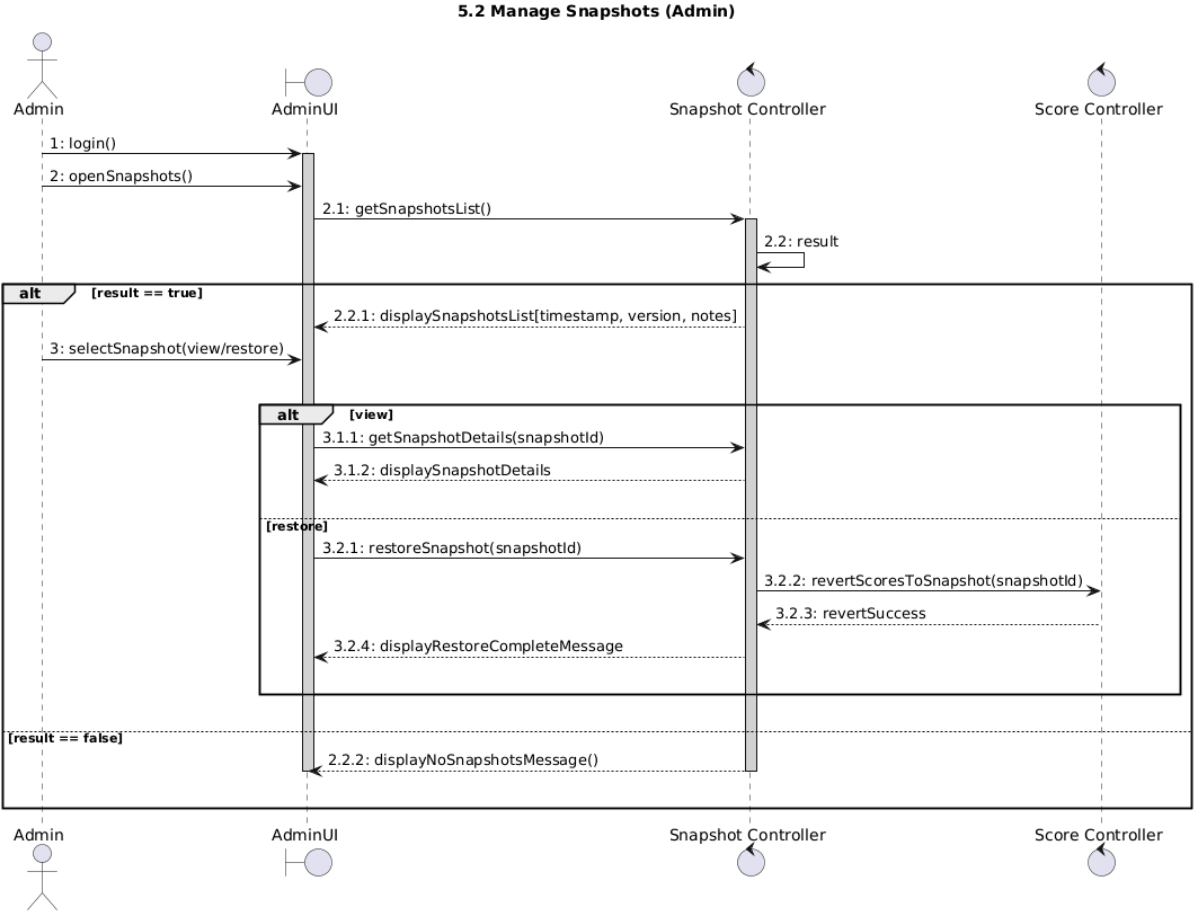 5.2 Manage Snapshots (Admin)
Admin
AdminUI
Snapshot Controller
Score Controller
1: login()
2: openSnapshots()
2.1: getSnapshotsList()
2.2: result
alt [result == true]
2.2.1: displaySnapshotsList[timestamp, version, notes]
3: selectSnapshot(view/restore)
alt [view]
3.1.1: getSnapshotDetails(snapshotId)
3.1.2: displaySnapshotDetails
[restore]
3.2.1: restoreSnapshot(snapshotId)
3.2.2: revertScoresToSnapshot(snapshotId)
3.2.3: revertSuccess
3.2.4: displayRestoreCompleteMessage
[result == false]
2.2.2: displayNoSnapshotsMessage()
Admin
AdminUI
Snapshot Controller
Score Controller